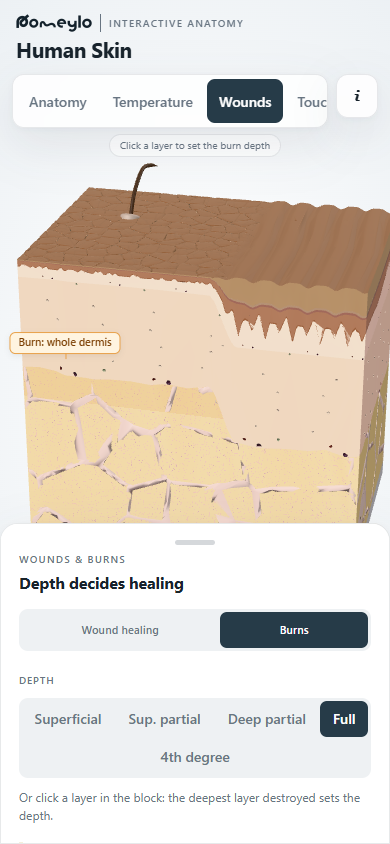 Domeylo | INTERACTIVE ANATOMY
Human Skin
Anatomy Temperature Wounds Touc
i
Click a layer to set the burn depth
Burn: whole dermis
WOUNDS & BURNS
Depth decides healing
Wound healing Burns
DEPTH
Superficial Sup. partial Deep partial Full
4th degree
Or click a layer in the block: the deepest layer destroyed sets the
depth.